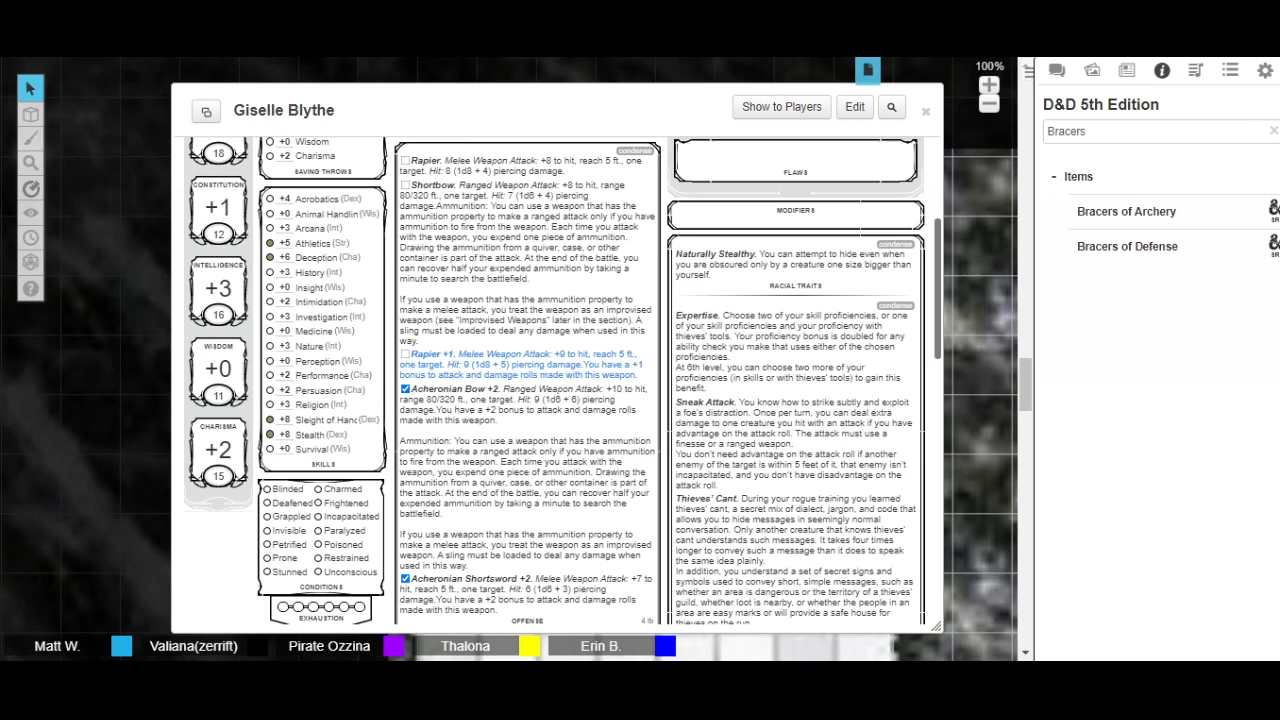 100%
Giselle Blythe
Show to Players
Edit
18
CONSTITUTION
+1
12
INTELLIGENCE
+3
16
WISDOM
+0
11
CHARISMA
+2
15
+0 Wisdom
+2 Charisma
SAVING THROWS
+4 Acrobatics (Dex)
+0 Animal Handlin (Wis)
+3 Arcana (Int)
+5 Athletics (Str)
+6 Deception (Cha)
+3 History (Int)
+0 Insight (Wis)
+2 Intimidation (Cha)
+3 Investigation (Int)
+0 Medicine (Wis)
+3 Nature (Int)
+0 Perception (Wis)
+2 Performance (Cha)
+2 Persuasion (Cha)
+3 Religion (Int)
+8 Sleight of Hand (Dex)
+8 Stealth (Dex)
+0 Survival (Wis)
SKILLS
Blinded Charmed
Deafened Frightened
Grappled Incapacitated
Invisible Paralyzed
Petrified Poisoned
Prone Restrained
Stunned Unconscious
CONDITIONS
EXHAUSTION
condense
Rapier. Melee Weapon Attack: +8 to hit, reach 5 ft., one
target. Hit: 8 (1d8 + 4) piercing damage.
Shortbow. Ranged Weapon Attack: +8 to hit, range
80/320 ft., one target. Hit: 7 (1d6 + 4) piercing
damage.Ammunition: You can use a weapon that has the
ammunition property to make a ranged attack only if you have
ammunition to fire from the weapon. Each time you attack
with the weapon, you expend one piece of ammunition.
Drawing the ammunition from a quiver, case, or other
container is part of the attack. At the end of the battle, you
can recover half your expended ammunition by taking a
minute to search the battlefield.
If you use a weapon that has the ammunition property to
make a melee attack, you treat the weapon as an improvised
weapon (see "Improvised Weapons" later in the section). A
sling must be loaded to deal any damage when used in this
way.
Rapier +1. Melee Weapon Attack: +9 to hit, reach 5 ft.,
one target. Hit: 9 (1d8 + 5) piercing damage.You have a +1
bonus to attack and damage rolls made with this weapon.
Acheronian Bow +2. Ranged Weapon Attack: +10 to hit,
range 80/320 ft., one target. Hit: 9 (1d6 + 6) piercing
damage.You have a +2 bonus to attack and damage rolls
made with this weapon.
Ammunition: You can use a weapon that has the ammunition
property to make a ranged attack only if you have ammunition
to fire from the weapon. Each time you attack with the
weapon, you expend one piece of ammunition. Drawing the
ammunition from a quiver, case, or other container is part of
the attack. At the end of the battle, you can recover half your
expended ammunition by taking a minute to search the
battlefield.
If you use a weapon that has the ammunition property to
make a melee attack, you treat the weapon as an improvised
weapon. A sling must be loaded to deal any damage when
used in this way.
Acheronian Shortsword +2. Melee Weapon Attack: +7 to
hit, reach 5 ft., one target. Hit: 6 (1d6 + 3) piercing
damage.You have a +2 bonus to attack and damage rolls
made with this weapon.
OFFENSE
4 lb
FLAWS
MODIFIERS
condense
Naturally Stealthy. You can attempt to hide even when
you are obscured only by a creature one size bigger than
yourself.
RACIAL TRAITS
condense
Expertise. Choose two of your skill proficiencies, or one
of your skill proficiencies and your proficiency with
thieves' tools. Your proficiency bonus is doubled for any
ability check you make that uses either of the chosen
proficiencies.
At 6th level, you can choose two more of your
proficiencies (in skills or with thieves' tools) to gain this
benefit.
Sneak Attack. You know how to strike subtly and exploit
a foe's distraction. Once per turn, you can deal extra
damage to one creature you hit with an attack if you have
advantage on the attack roll. The attack must use a
finesse or a ranged weapon.
You don't need advantage on the attack roll if another
enemy of the target is within 5 feet of it, that enemy isn't
incapacitated, and you don't have disadvantage on the
attack roll.
Thieves' Cant. During your rogue training you learned
thieves' cant, a secret mix of dialect, jargon, and code that
allows you to hide messages in seemingly normal
conversation. Only another creature that knows thieves'
cant understands such messages. It takes four times
longer to convey such a message than it does to speak
the same idea plainly.
In addition, you understand a set of secret signs and
symbols used to convey short, simple messages, such as
whether an area is dangerous or the territory of a thieves'
guild, whether loot is nearby, or whether the people in an
area are easy marks or will provide a safe house for
thieves on the run.
D&D 5th Edition
Bracers
Items
Bracers of Archery
Bracers of Defense
Matt W.
Valiana(zerrift)
Pirate Ozzina
Thalona
Erin B.